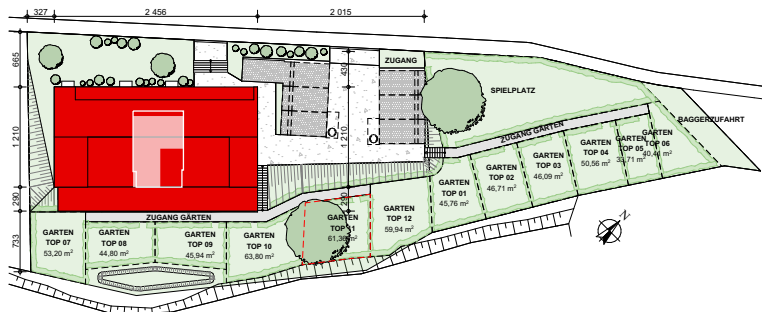 327
2 456
2 015
665
430
ZUGANG
SPIELPLATZ
BAGGERZUFAHRT
1 210
1 210
ZUGANG GÄRTEN
GARTEN
TOP 06
40,44 m²
GARTEN
TOP 05
GARTEN
TOP 04
50,56 m²
GARTEN
TOP 03
46,09 m²
GARTEN
TOP 02
46,71 m²
GARTEN
TOP 01
45,76 m²
290
290
ZUGANG GÄRTEN
733
GARTEN
TOP 07
53,20 m²
GARTEN
TOP 08
44,80 m²
GARTEN
TOP 09
45,94 m²
GARTEN
TOP 10
63,80 m²
GARTEN
TOP 11
61,36 m²
GARTEN
TOP 12
59,94 m²
N